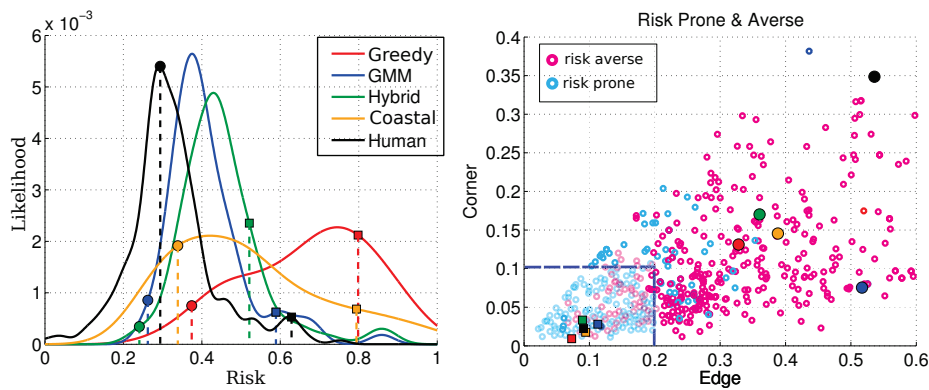 x 10⁻³
6
5
4
3
2
1
0
0
0.2
0.4
0.6
0.8
1
Likelihood
Risk
Greedy
GMM
Hybrid
Coastal
Human
Risk Prone & Averse
0.4
0.35
0.3
0.25
0.2
0.15
0.1
0.05
0
0
0.1
0.2
0.3
0.4
0.5
0.6
Corner
Edge
risk averse
risk prone